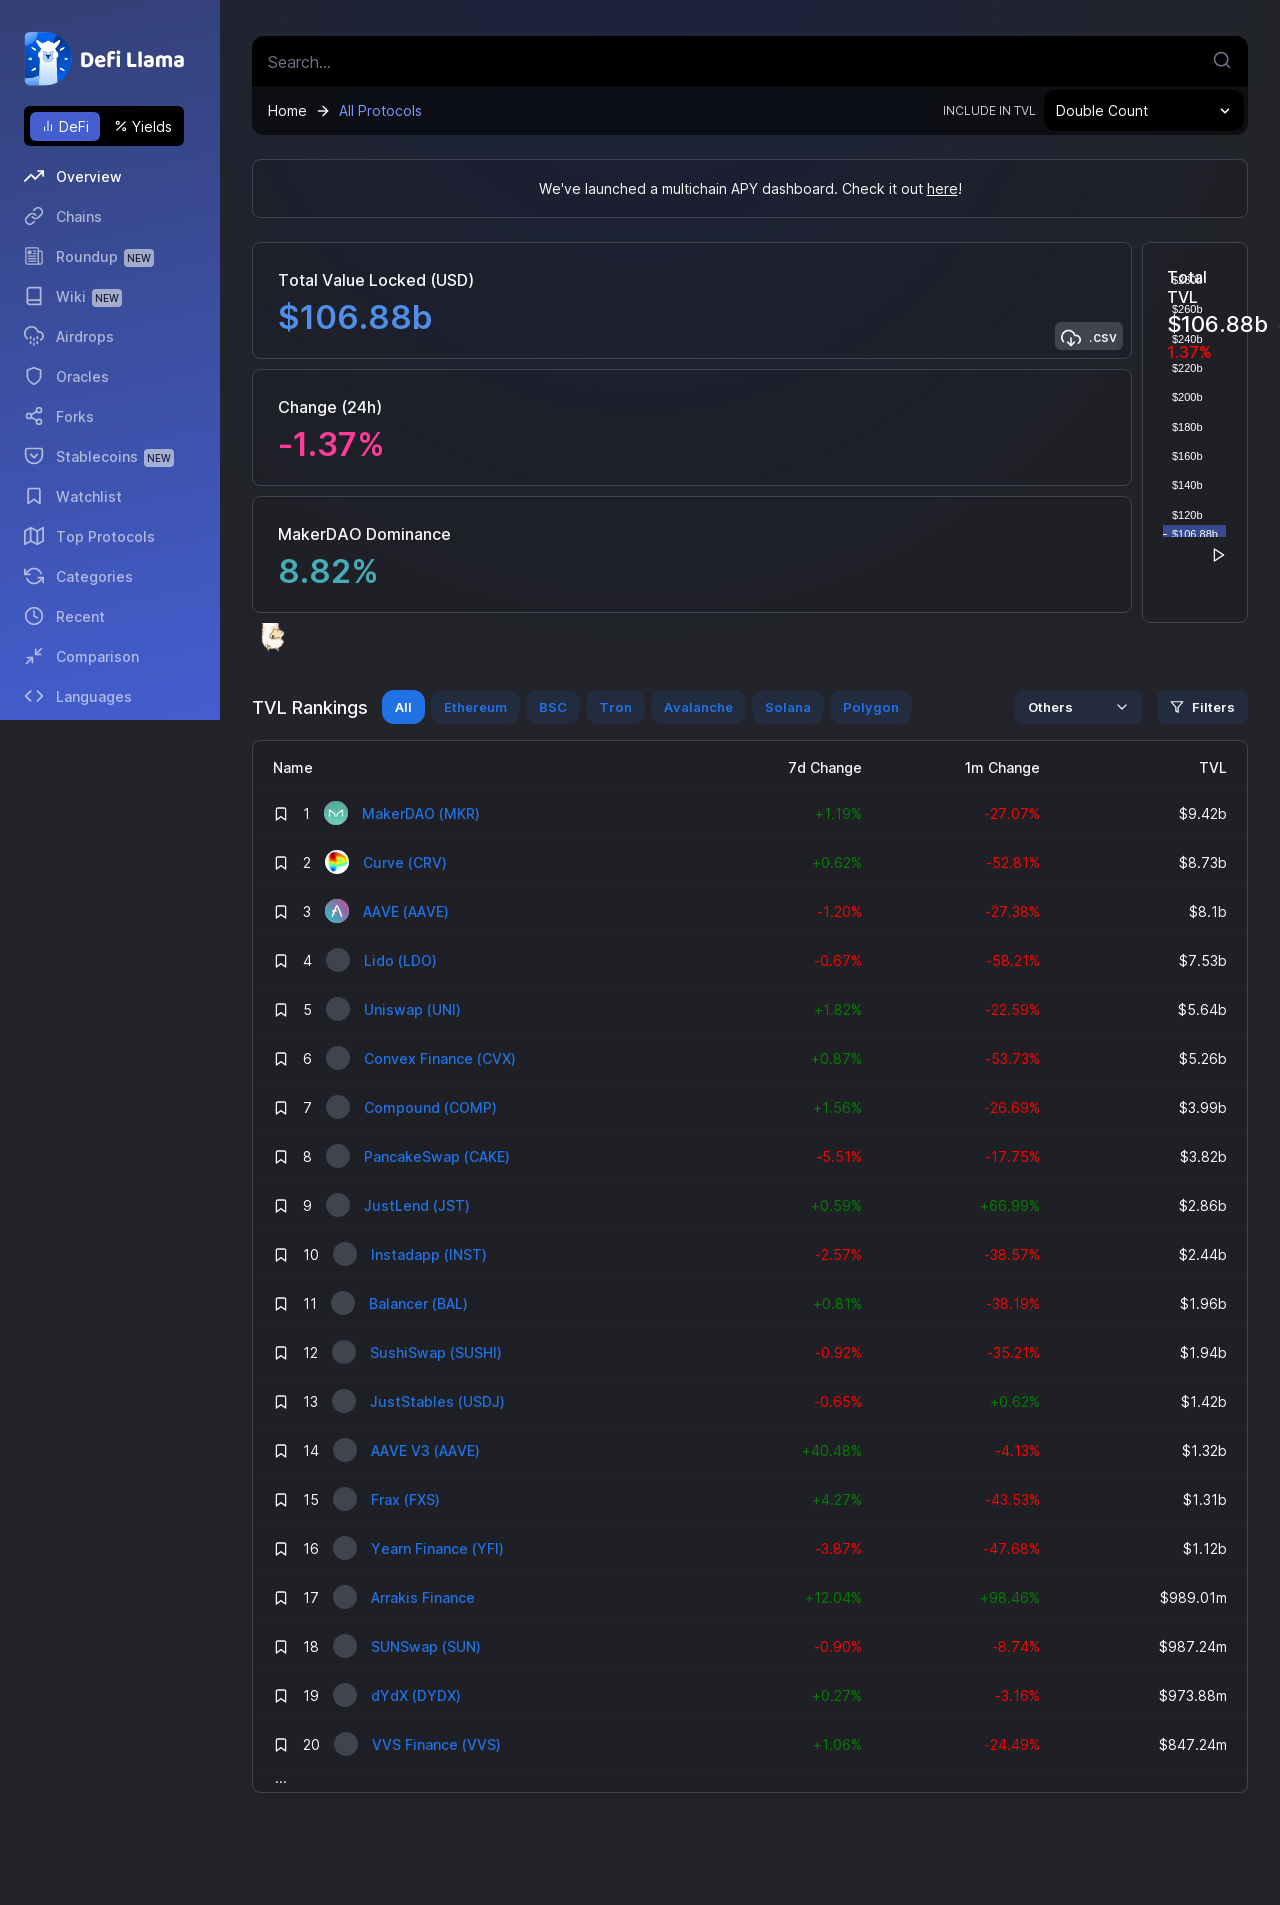 Defi Llama
DeFi
Yields
Overview
Chains
Roundup NEW
Wiki NEW
Airdrops
Oracles
Forks
Stablecoins NEW
Watchlist
Top Protocols
Categories
Recent
Comparison
Languages
Search...
Home → All Protocols
INCLUDE IN TVL Double Count
We've launched a multichain APY dashboard. Check it out here!
Total Value Locked (USD)
$106.88b
.csv
Change (24h)
-1.37%
MakerDAO Dominance
8.82%
Total
TVL
$106.88b
1.37%
$280b
$260b
$240b
$220b
$200b
$180b
$160b
$140b
$120b
$106.88b
TVL Rankings All Ethereum BSC Tron Avalanche Solana Polygon Others Filters
Name 7d Change 1m Change TVL
1 MakerDAO (MKR) +1.19% -27.07% $9.42b
2 Curve (CRV) +0.62% -52.81% $8.73b
3 AAVE (AAVE) -1.20% -27.38% $8.1b
4 Lido (LDO) -0.67% -58.21% $7.53b
5 Uniswap (UNI) +1.82% -22.59% $5.64b
6 Convex Finance (CVX) +0.87% -53.73% $5.26b
7 Compound (COMP) +1.56% -26.69% $3.99b
8 PancakeSwap (CAKE) -5.51% -17.75% $3.82b
9 JustLend (JST) +0.59% +66.99% $2.86b
10 Instadapp (INST) -2.57% -38.57% $2.44b
11 Balancer (BAL) +0.81% -38.19% $1.96b
12 SushiSwap (SUSHI) -0.92% -35.21% $1.94b
13 JustStables (USDJ) -0.65% +0.62% $1.42b
14 AAVE V3 (AAVE) +40.48% -4.13% $1.32b
15 Frax (FXS) +4.27% -43.53% $1.31b
16 Yearn Finance (YFI) -3.87% -47.68% $1.12b
17 Arrakis Finance +12.04% +98.46% $989.01m
18 SUNSwap (SUN) -0.90% -8.74% $987.24m
19 dYdX (DYDX) +0.27% -3.16% $973.88m
20 VVS Finance (VVS) +1.06% -24.49% $847.24m
...